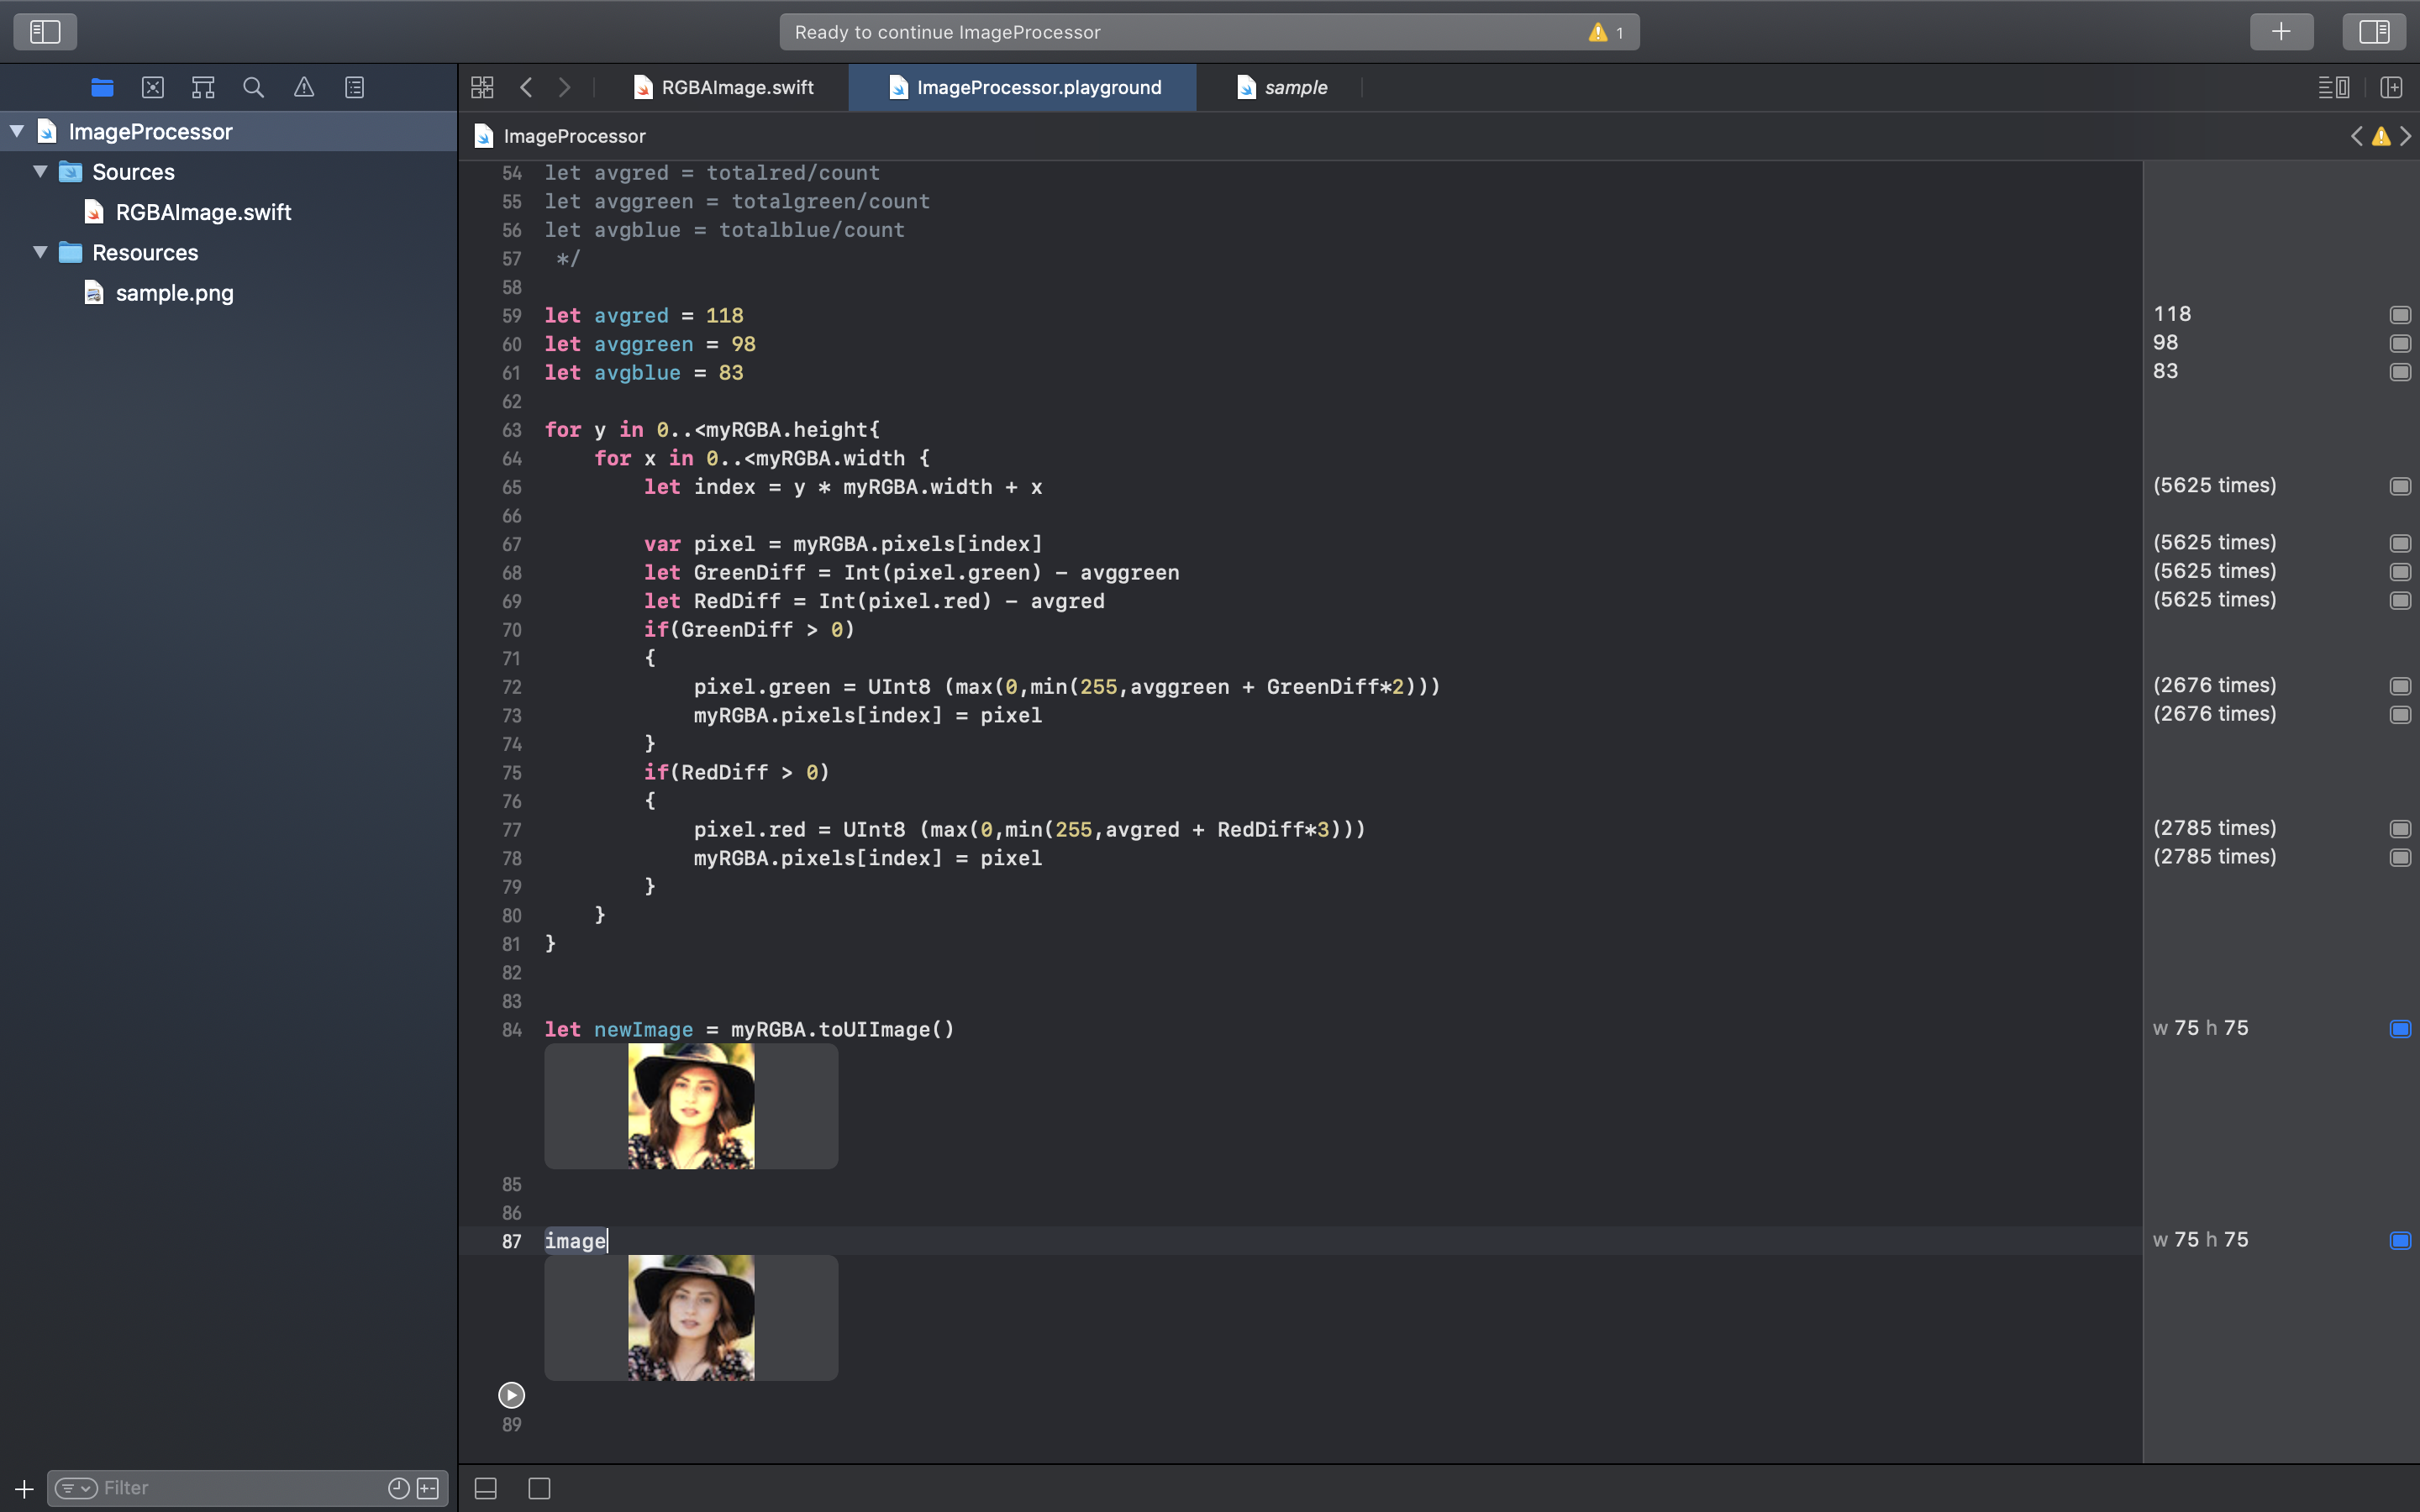 Ready to continue ImageProcessor 1
RGBAImage.swift ImageProcessor.playground sample
ImageProcessor
Sources
RGBAImage.swift
Resources
sample.png
ImageProcessor
54 let avgred = totalred/count
55 let avggreen = totalgreen/count
56 let avgblue = totalblue/count
57 */
58
59 let avgred = 118 118
60 let avggreen = 98 98
61 let avgblue = 83 83
62
63 for y in 0..<myRGBA.height{
64 for x in 0..<myRGBA.width {
65 let index = y * myRGBA.width + x (5625 times)
66
67 var pixel = myRGBA.pixels[index] (5625 times)
68 let GreenDiff = Int(pixel.green) - avggreen (5625 times)
69 let RedDiff = Int(pixel.red) - avgred (5625 times)
70 if(GreenDiff > 0)
71 {
72 pixel.green = UInt8 (max(0,min(255,avggreen + GreenDiff*2))) (2676 times)
73 myRGBA.pixels[index] = pixel (2676 times)
74 }
75 if(RedDiff > 0)
76 {
77 pixel.red = UInt8 (max(0,min(255,avgred + RedDiff*3))) (2785 times)
78 myRGBA.pixels[index] = pixel (2785 times)
79 }
80 }
81 }
82
83
84 let newImage = myRGBA.toUIImage() w 75 h 75
85
86
87 image w 75 h 75
89
Filter